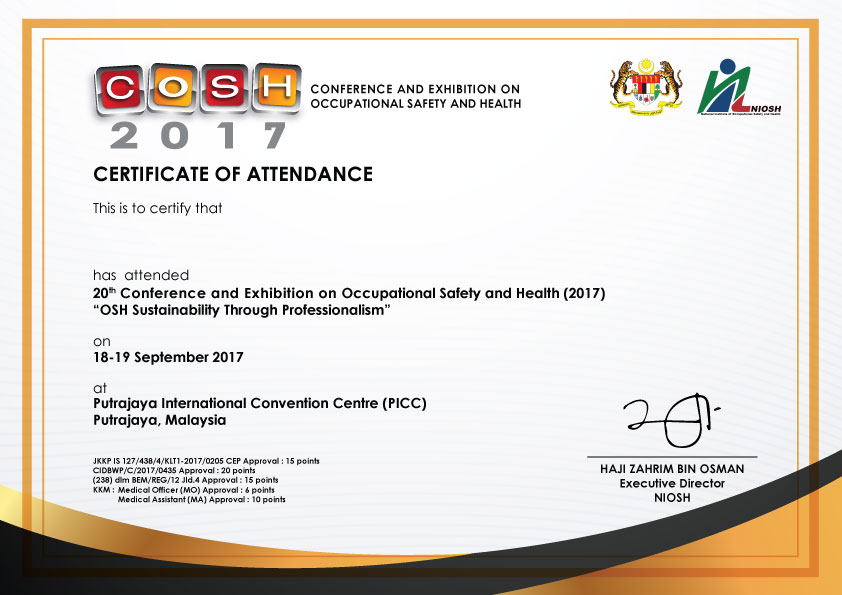 COSH
2017
CONFERENCE AND EXHIBITION ON
OCCUPATIONAL SAFETY AND HEALTH
NIOSH
National Institute of Occupational Safety and Health
CERTIFICATE OF ATTENDANCE
This is to certify that
has attended
20th Conference and Exhibition on Occupational Safety and Health (2017)
“OSH Sustainability Through Professionalism”
on
18-19 September 2017
at
Putrajaya International Convention Centre (PICC)
Putrajaya, Malaysia
JKKP IS 127/438/4/KLT1-2017/0205 CEP Approval : 15 points
CIDBWP/C/2017/0435 Approval : 20 points
(238) dlm BEM/REG/12 Jld.4 Approval : 15 points
KKM : Medical Officer (MO) Approval : 6 points
Medical Assistant (MA) Approval : 10 points
HAJI ZAHRIM BIN OSMAN
Executive Director
NIOSH